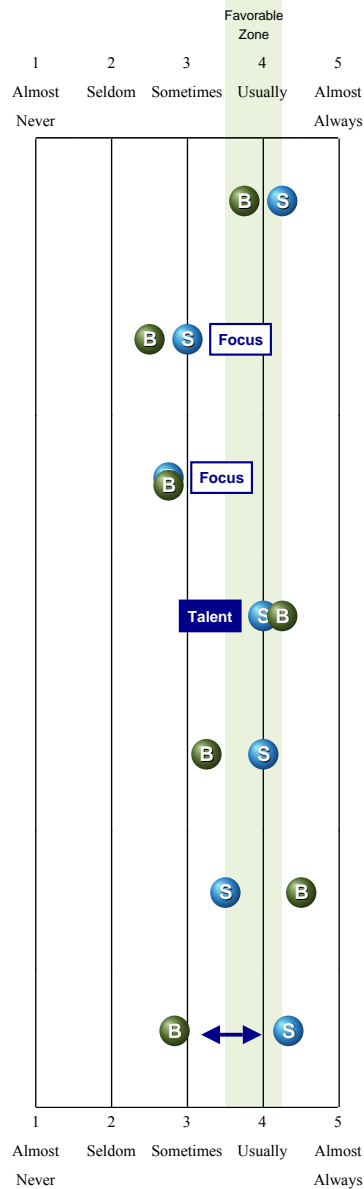 Favorable
Zone
1 2 3 4 5
Almost Seldom Sometimes Usually Almost
Never Always
B S
B S Focus
B Focus
Talent S B
B S
S B
B S
1 2 3 4 5
Almost Seldom Sometimes Usually Almost
Never Always